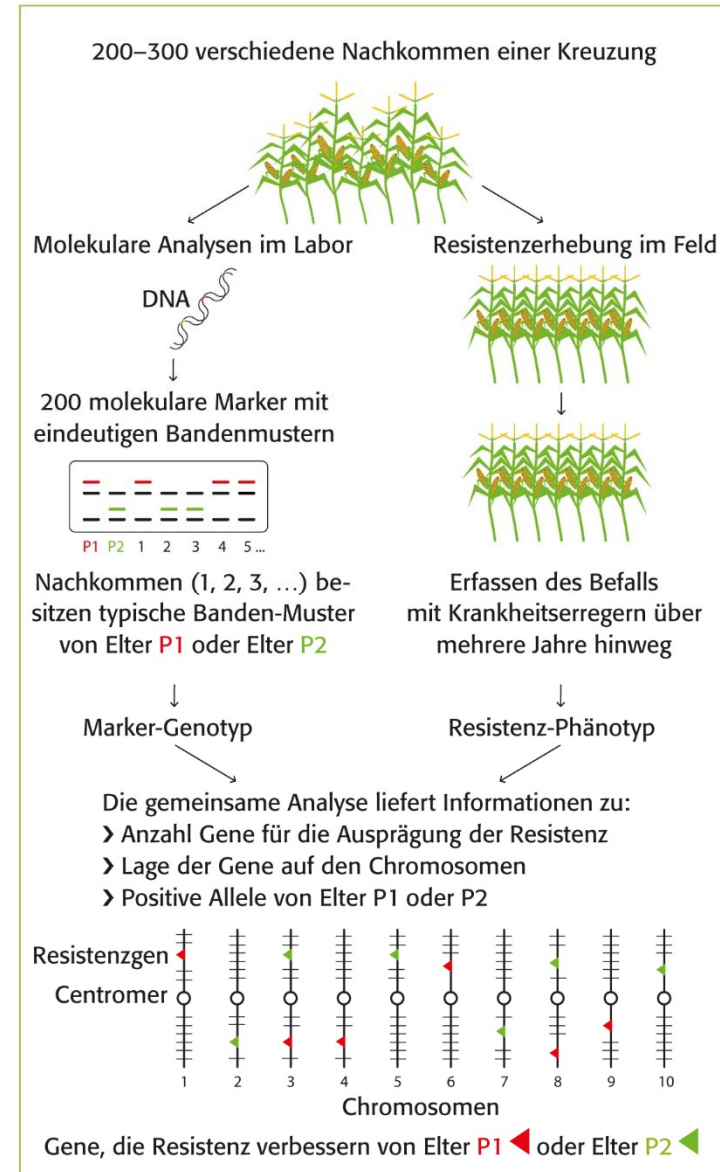 200–300 verschiedene Nachkommen einer Kreuzung
Molekulare Analysen im Labor
DNA
200 molekulare Marker mit
eindeutigen Bandenmustern
P1 P2 1 2 3 4 5 ...
Nachkommen (1, 2, 3, …) be-
sitzen typische Banden-Muster
von Elter P1 oder Elter P2
Marker-Genotyp
Resistenzerhebung im Feld
Erfassen des Befalls
mit Krankheitserregern über
mehrere Jahre hinweg
Resistenz-Phänotyp
Die gemeinsame Analyse liefert Informationen zu:
❯ Anzahl Gene für die Ausprägung der Resistenz
❯ Lage der Gene auf den Chromosomen
❯ Positive Allele von Elter P1 oder P2
Resistenzgen
Centromer
1 2 3 4 5 6 7 8 9 10
Chromosomen
Gene, die Resistenz verbessern von Elter P1 ◀ oder Elter P2 ◀